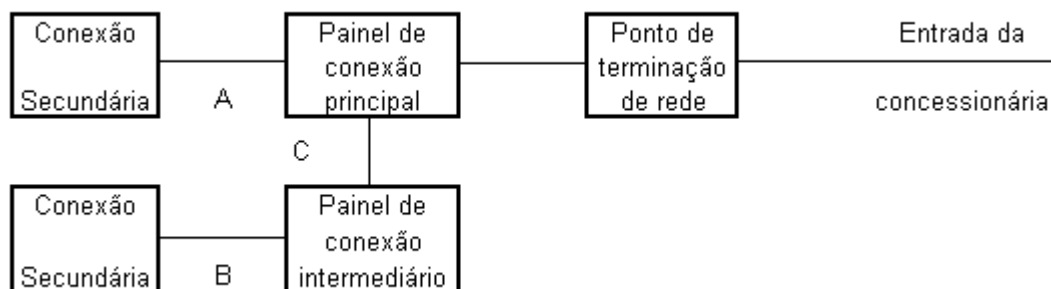 Conexão
Secundária
A
Painel de
conexão
principal
Ponto de
terminação
de rede
Entrada da
concessionária
C
Conexão
Secundária
B
Painel de
conexão
intermediário